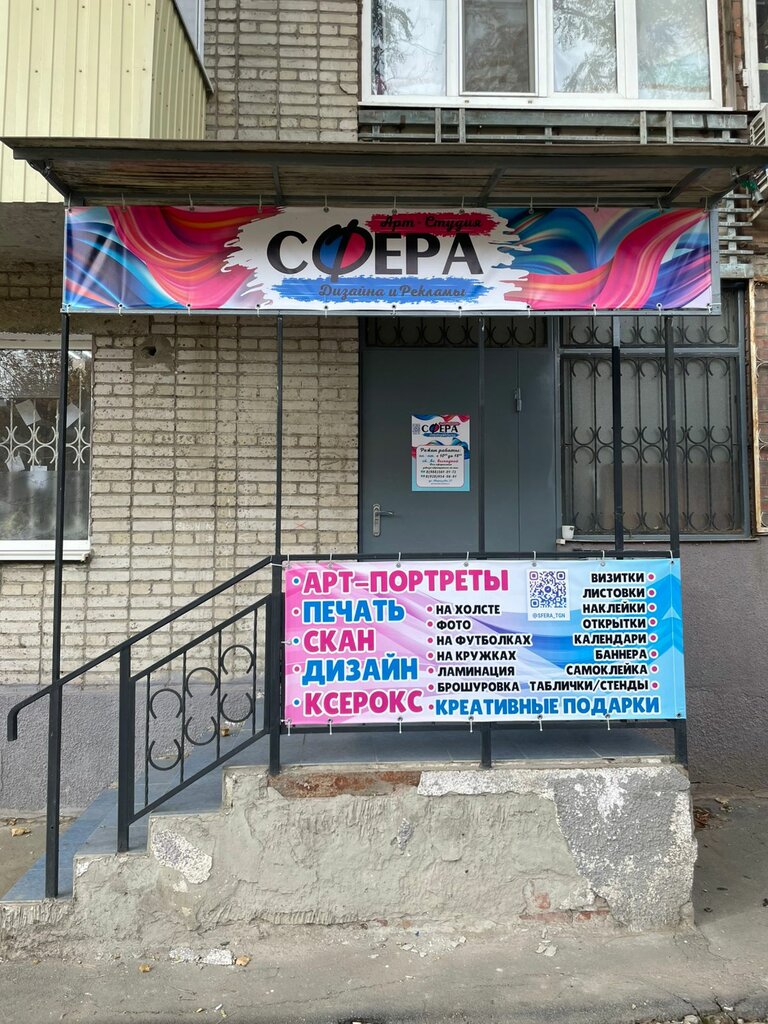 Арт-Студия
СФЕРА
Дизайна и Рекламы
СФЕРА
Режим работы:
• АРТ-ПОРТРЕТЫ
• ПЕЧАТЬ
• СКАН
• ДИЗАЙН
• КСЕРОКС
• НА ХОЛСТЕ
• ФОТО
• НА ФУТБОЛКАХ
• НА КРУЖКАХ
• ЛАМИНАЦИЯ
• БРОШУРОВКА
@SFERA_TGN
ВИЗИТКИ •
ЛИСТОВКИ •
НАКЛЕЙКИ •
ОТКРЫТКИ •
КАЛЕНДАРИ •
БАННЕРА •
САМОКЛЕЙКА •
ТАБЛИЧКИ/СТЕНДЫ •
• КРЕАТИВНЫЕ ПОДАРКИ